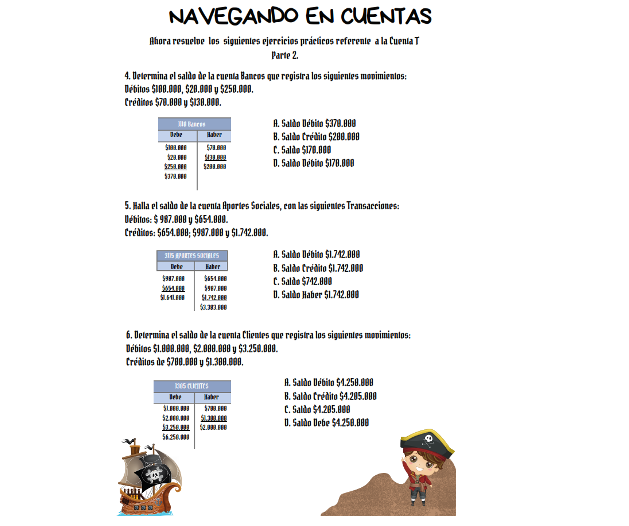 NAVEGANDO EN CUENTAS
Ahora resuelve los siguientes ejercicios prácticos referente a la Cuenta T
Parte 2.
4. Determina el saldo de la cuenta Bancos que registra los siguientes movimientos:
Débitos $100.000, $20.000 y $250.000.
Créditos $70.000 y $130.000.
Bancos
Debe Haber
$100.000 $70.000
$20.000 $130.000
$250.000 $200.000
$370.000
A. Saldo Débito $370.000
B. Saldo Crédito $200.000
C. Saldo $170.000
D. Saldo Débito $170.000
5. Halla el saldo de la cuenta Aportes Sociales, con las siguientes Transacciones:
Débitos: $ 987.000 y $654.000.
Créditos: $654.000; $987.000 y $1.742.000.
3115 APORTES SOCIALES
Debe Haber
$987.000 $654.000
$654.000 $987.000
$1.641.000 $1.742.000
$3.383.000
A. Saldo Débito $1.742.000
B. Saldo Crédito $1.742.000
C. Saldo $742.000
D. Saldo Haber $1.742.000
6. Determina el saldo de la cuenta Clientes que registra los siguientes movimientos:
Débitos $1.000.000, $2.000.000 y $3.250.000.
Créditos de $700.000 y $1.300.000.
1305 CLIENTES
Debe Haber
$1.000.000 $700.000
$2.000.000 $1.300.000
$3.250.000 $2.000.000
$6.250.000
A. Saldo Débito $4.250.000
B. Saldo Crédito $4.205.000
C. Saldo $4.205.000
D. Saldo Debe $4.250.000